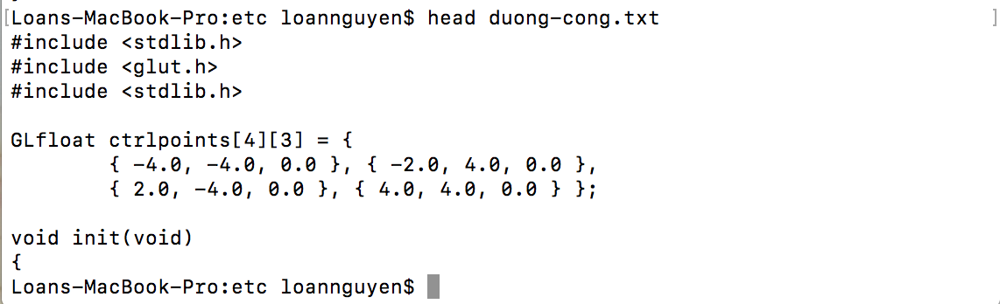 [Loans-MacBook-Pro:etc loannguyen$ head duong-cong.txt ]
#include <stdlib.h>
#include <glut.h>
#include <stdlib.h>

GLfloat ctrlpoints[4][3] = {
        { -4.0, -4.0, 0.0 }, { -2.0, 4.0, 0.0 },
        { 2.0, -4.0, 0.0 }, { 4.0, 4.0, 0.0 } };

void init(void)
{
Loans-MacBook-Pro:etc loannguyen$